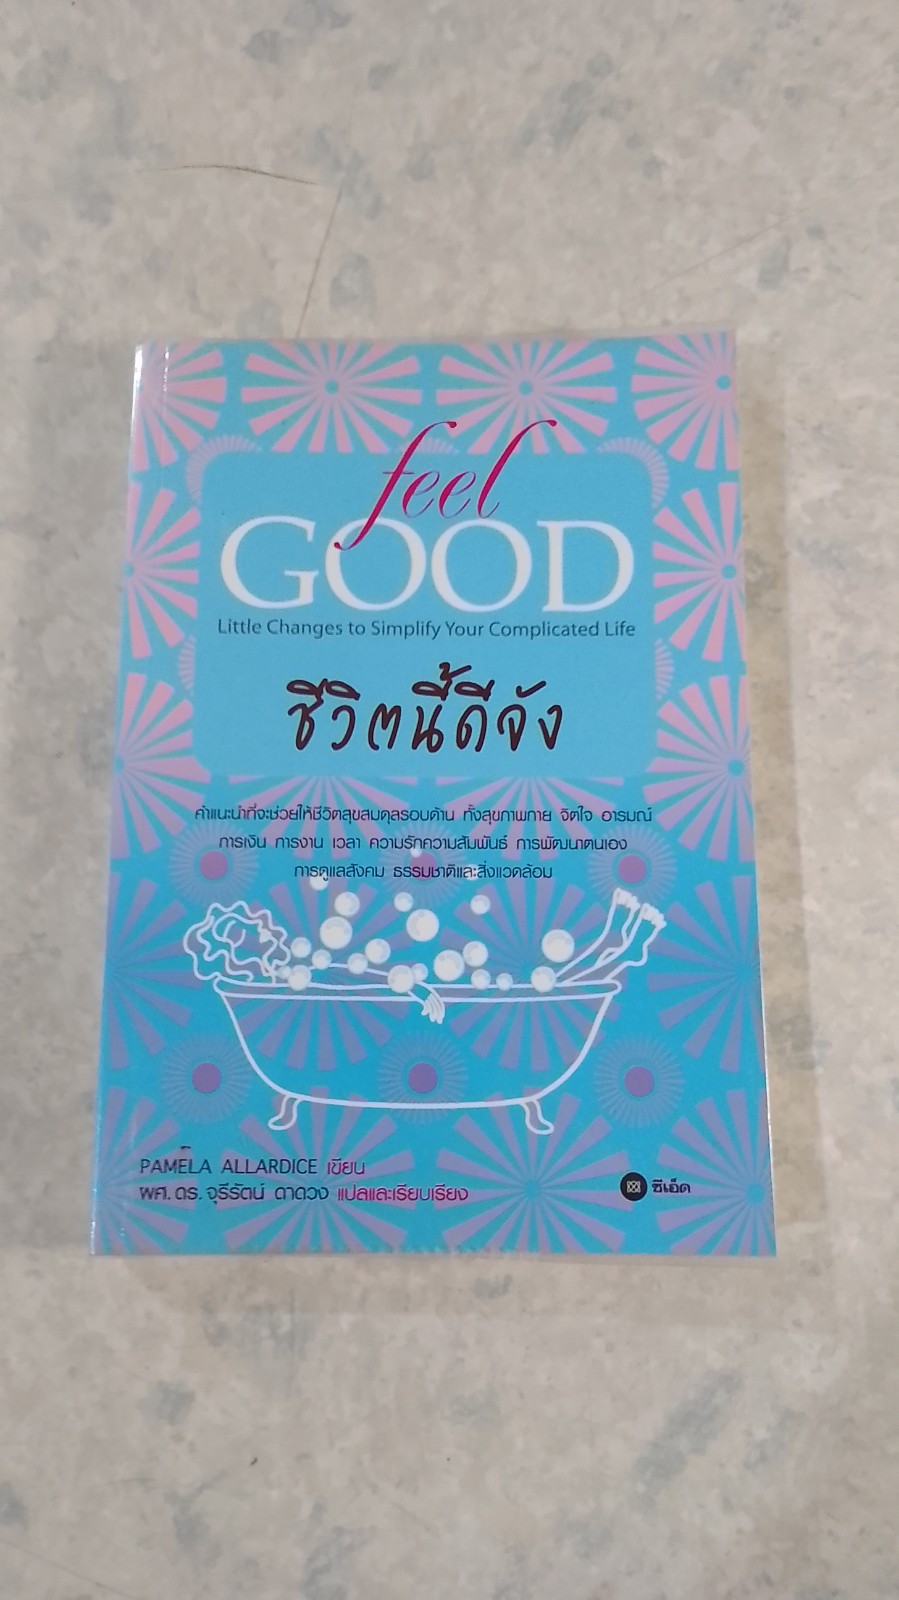 feel
GOOD
Little Changes to Simplify Your Complicated Life
ชีวิตนี้ดีจัง
คำแนะนำที่จะช่วยให้ชีวิตสุขสมดุลรอบด้าน ทั้งสุขภาพกาย จิตใจ อารมณ์
การเงิน การงาน เวลา ความรักความสัมพันธ์ การพัฒนาตนเอง
การดูแลสังคม ธรรมชาติและสิ่งแวดล้อม
PAMELA ALLARDICE เขียน
ผศ. ดร. จุรีรัตน์ ดาดวง แปลและเรียบเรียง
ซีเอ็ด